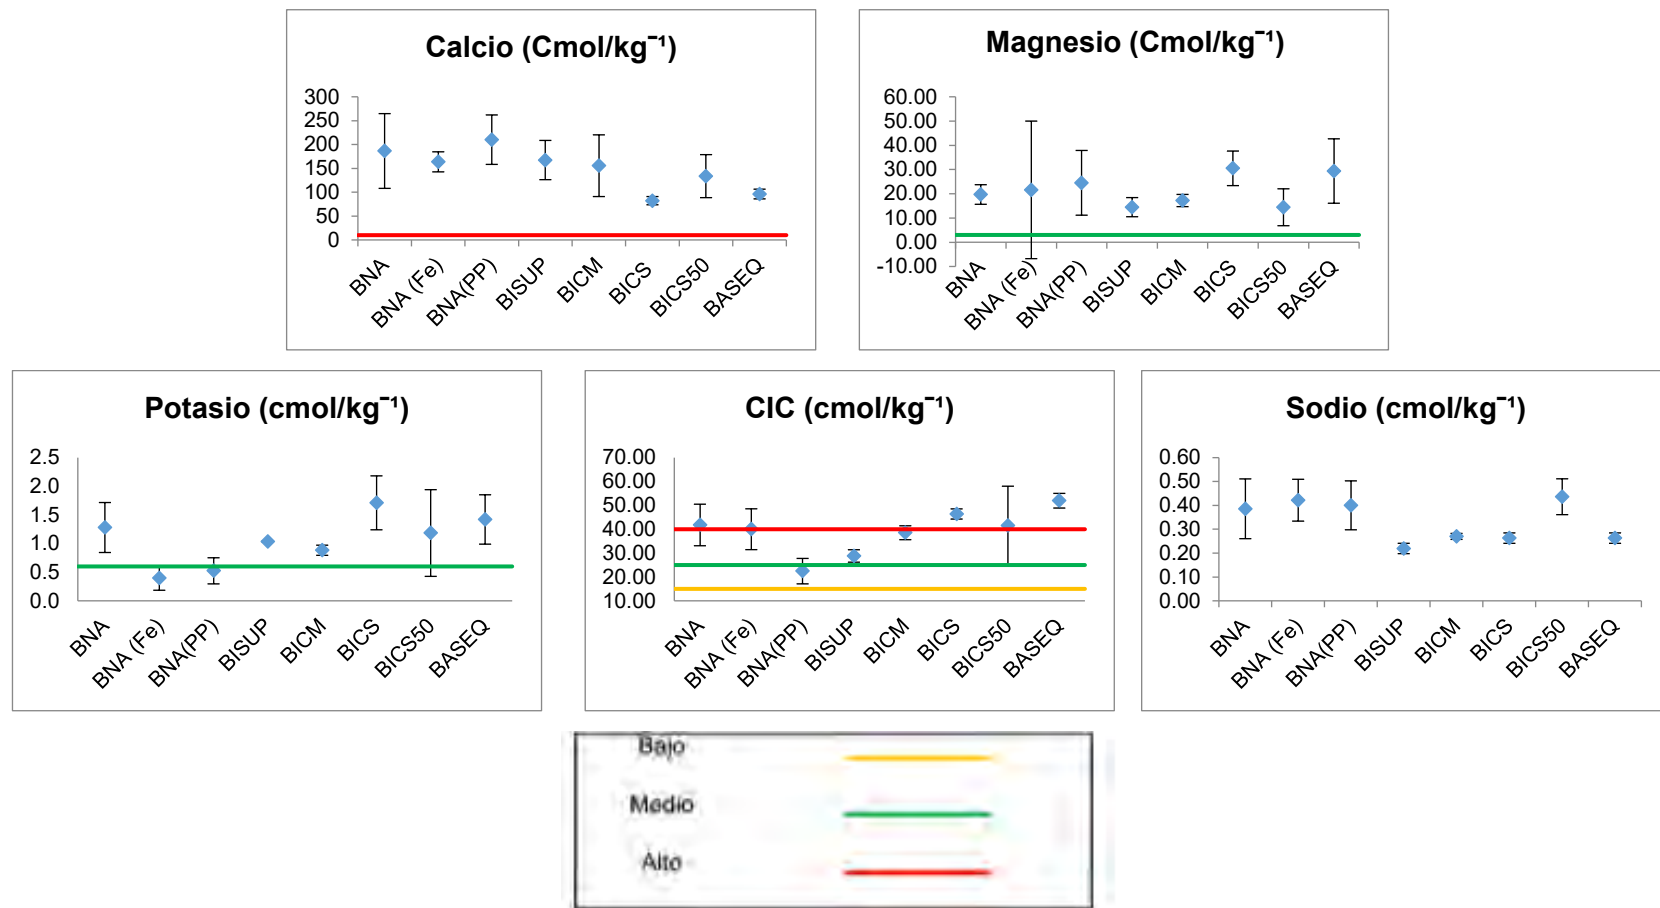 Calcio (Cmol/kg⁻¹)
300
250
200
150
100
50
0
BNA
BNA (Fe)
BNA(PP)
BISUP
BICM
BICS
BICS50
BASEQ
Magnesio (Cmol/kg⁻¹)
60.00
50.00
40.00
30.00
20.00
10.00
0.00
-10.00
BNA
BNA (Fe)
BNA(PP)
BISUP
BICM
BICS
BICS50
BASEQ
Potasio (cmol/kg⁻¹)
2.5
2.0
1.5
1.0
0.5
0.0
BNA
BNA (Fe)
BNA(PP)
BISUP
BICM
BICS
BICS50
BASEQ
CIC (cmol/kg⁻¹)
70.00
60.00
50.00
40.00
30.00
20.00
10.00
BNA
BNA (Fe)
BNA(PP)
BISUP
BICM
BICS
BICS50
BASEQ
Sodio (cmol/kg⁻¹)
0.60
0.50
0.40
0.30
0.20
0.10
0.00
BNA
BNA (Fe)
BNA(PP)
BISUP
BICM
BICS
BICS50
BASEQ
Bajo
Medio
Alto